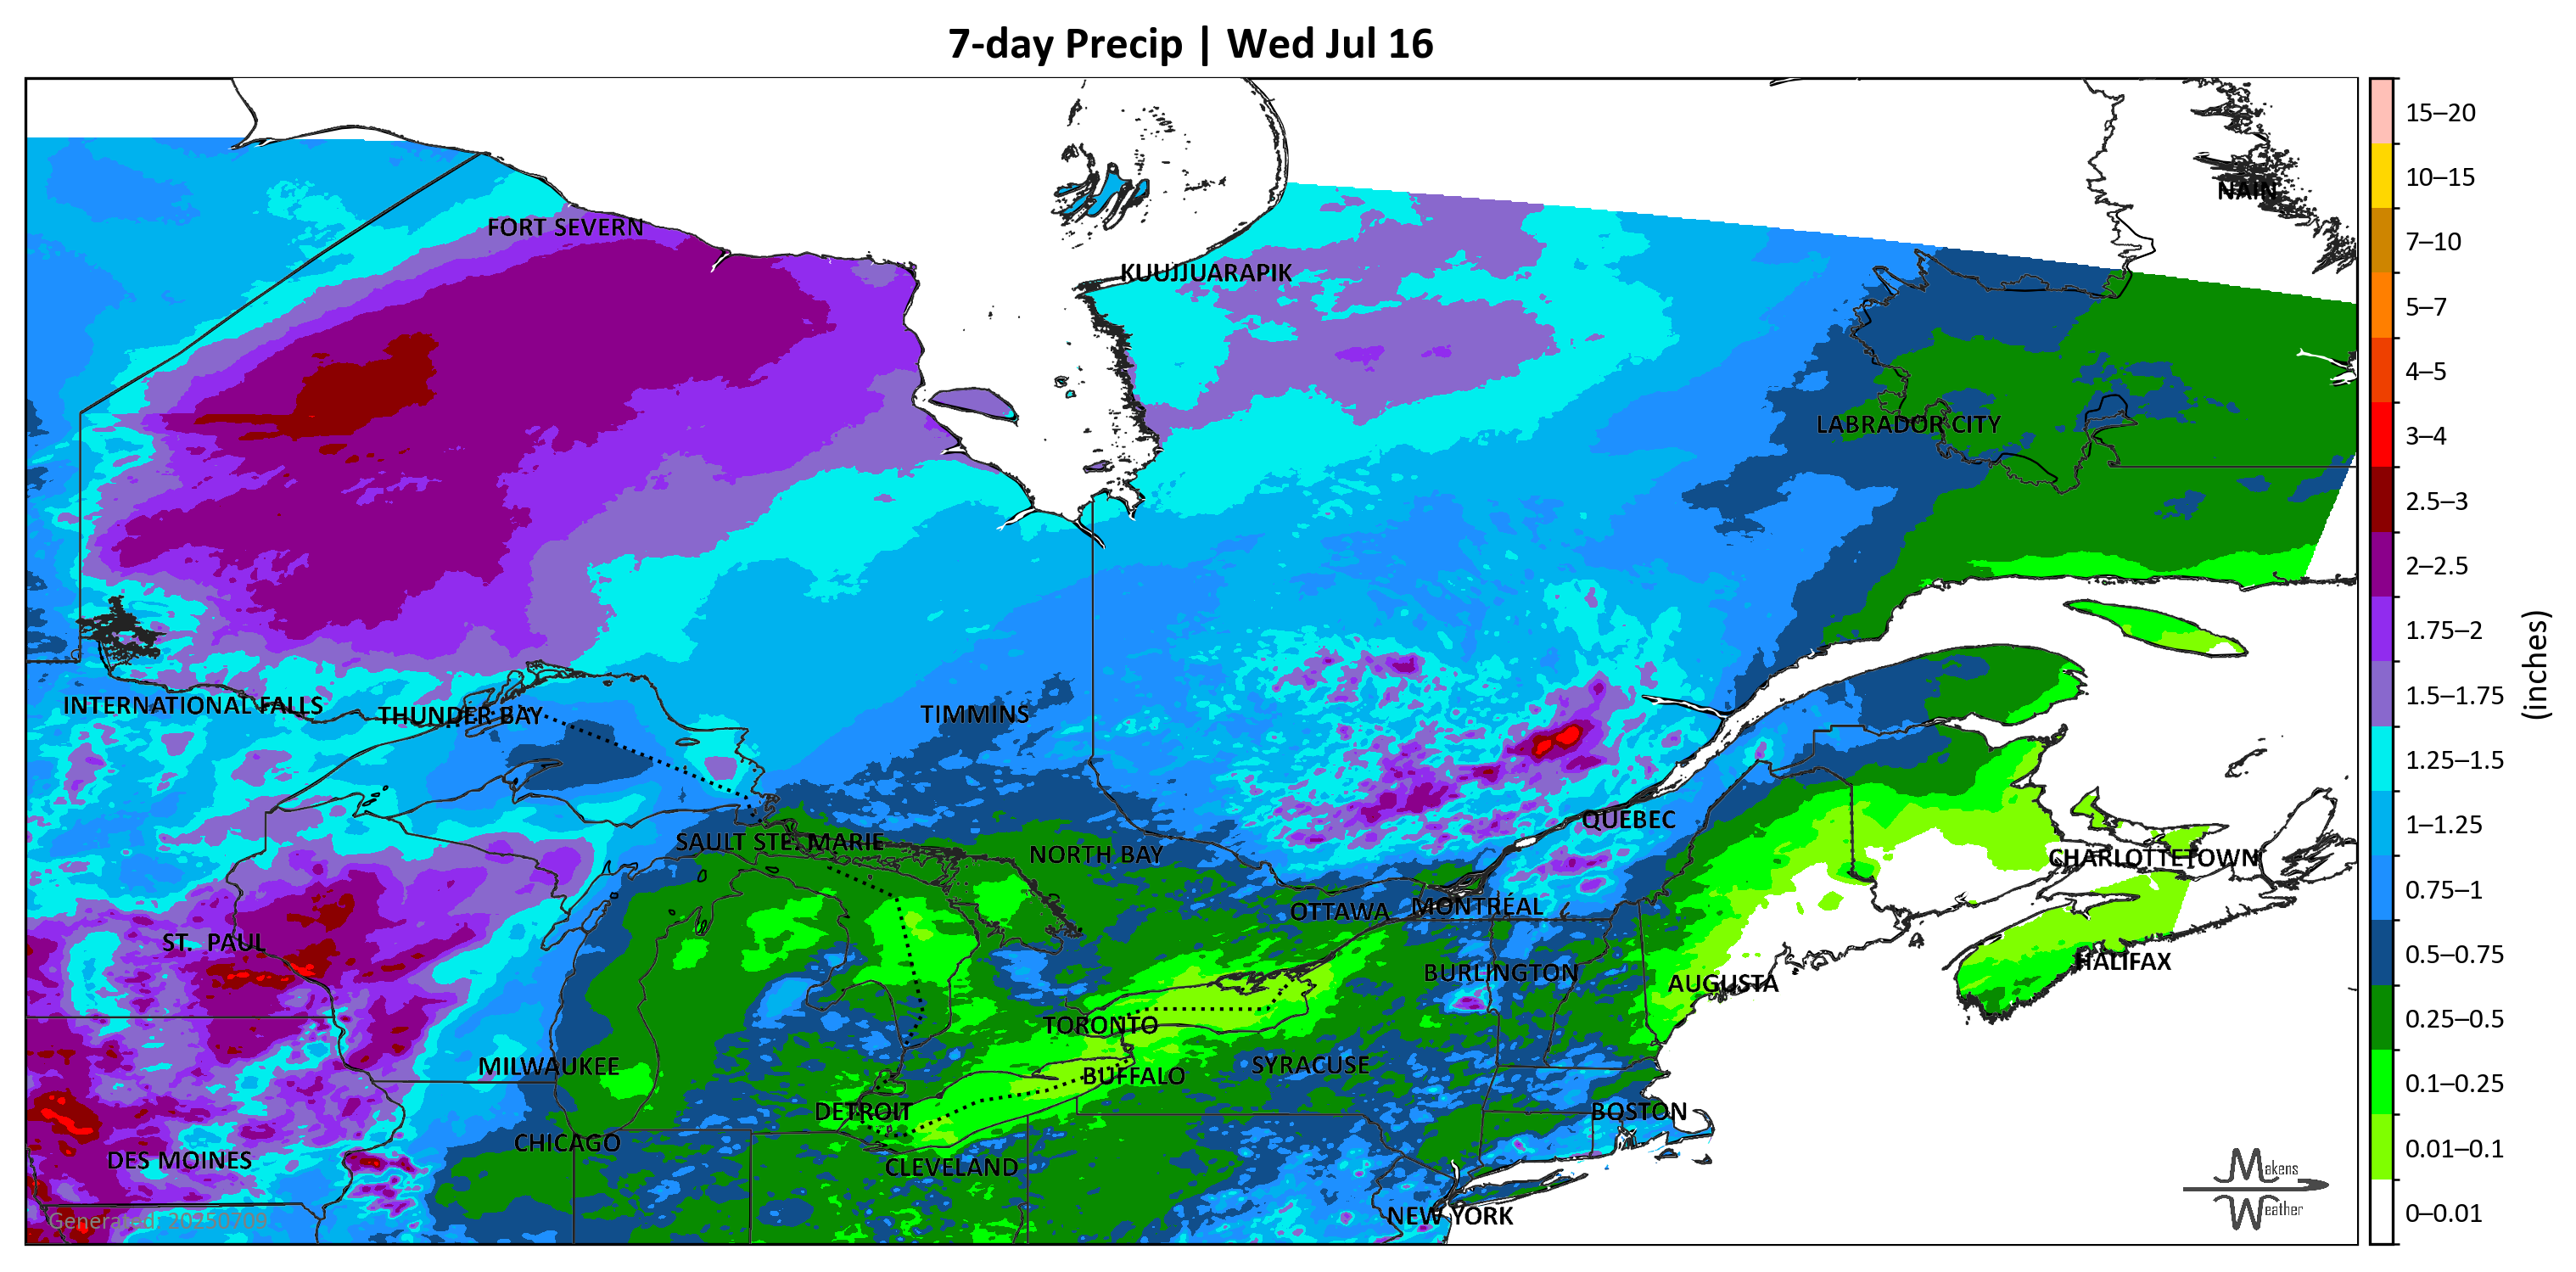 7-day Precip | Wed Jul 16
NAIN
FORT SEVERN
KUUJJUARAPIK
LABRADOR CITY
INTERNATIONAL FALLS
THUNDER BAY
TIMMINS
QUEBEC
SAULT STE. MARIE
NORTH BAY
CHARLOTTETOWN
OTTAWA
MONTRÉAL
ST. PAUL
HALIFAX
BURLINGTON
AUGUSTA
TORONTO
MILWAUKEE
SYRACUSE
BUFFALO
DETROIT
BOSTON
CHICAGO
DES MOINES
CLEVELAND
NEW YORK
Generated: 20250709
Makens
Weather
15–20
10–15
7–10
5–7
4–5
3–4
2.5–3
2–2.5
1.75–2
1.5–1.75
1.25–1.5
1–1.25
0.75–1
0.5–0.75
0.25–0.5
0.1–0.25
0.01–0.1
0–0.01
(inches)